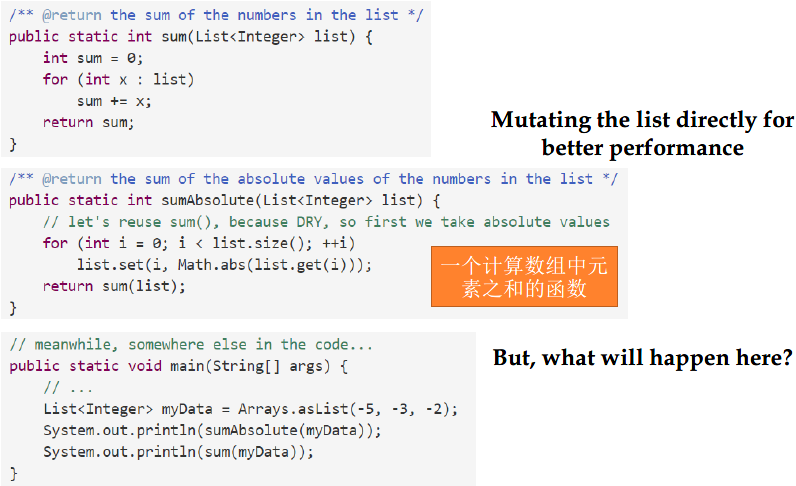 /** @return the sum of the numbers in the list */
public static int sum(List<Integer> list) {
    int sum = 0;
    for (int x : list)
        sum += x;
    return sum;
}
Mutating the list directly for
better performance
/** @return the sum of the absolute values of the numbers in the list */
public static int sumAbsolute(List<Integer> list) {
    // let's reuse sum(), because DRY, so first we take absolute values
    for (int i = 0; i < list.size(); ++i)
        list.set(i, Math.abs(list.get(i)));
    return sum(list);
}
一个计算数组中元
素之和的函数
// meanwhile, somewhere else in the code...
public static void main(String[] args) {
    // ...
    List<Integer> myData = Arrays.asList(-5, -3, -2);
    System.out.println(sumAbsolute(myData));
    System.out.println(sum(myData));
}
But, what will happen here?